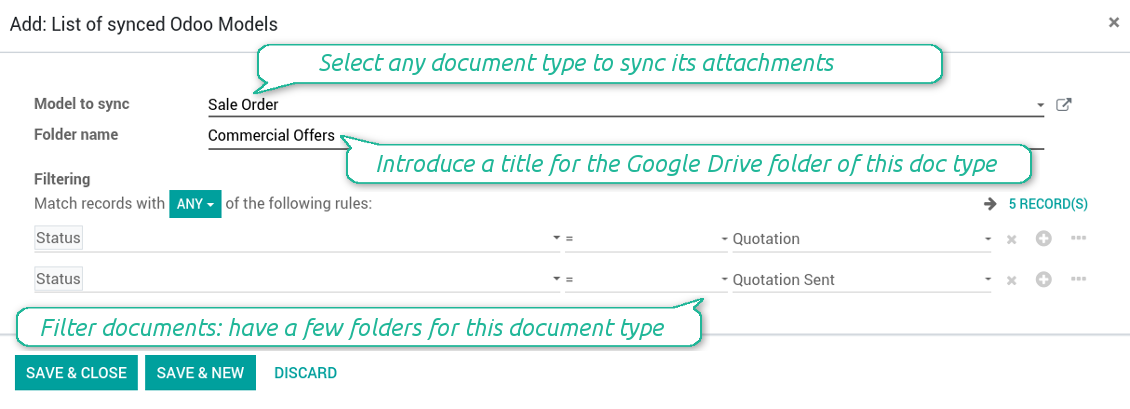 Add: List of synced Odoo Models
×
Select any document type to sync its attachments
Model to sync Sale Order
Folder name Commercial Offers
Introduce a title for the Google Drive folder of this doc type
Filtering
Match records with ANY of the following rules: 5 RECORD(S)
Status = Quotation
Status = Quotation Sent
Filter documents: have a few folders for this document type
SAVE & CLOSE SAVE & NEW DISCARD